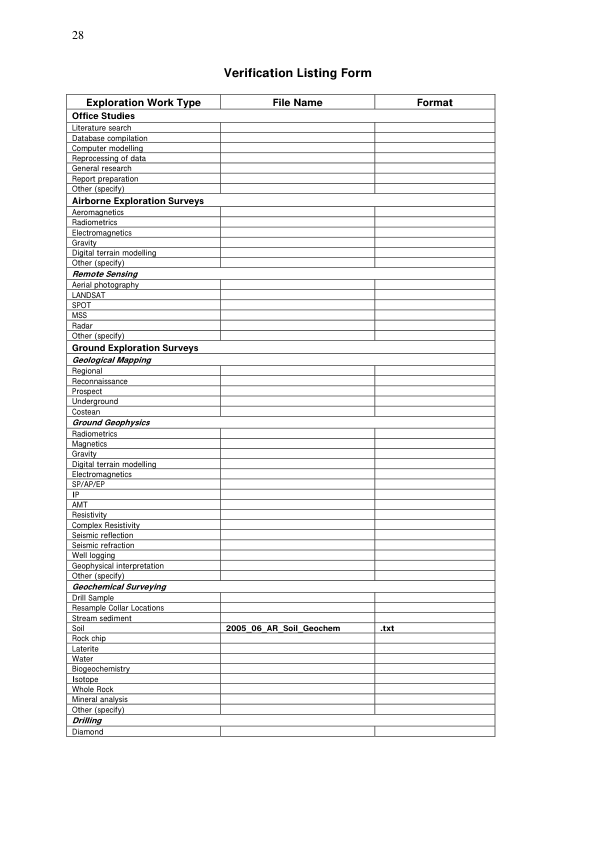 28
Verification Listing Form
Exploration Work Type File Name Format
Office Studies
Literature search
Database compilation
Computer modelling
Reprocessing of data
General research
Report preparation
Other (specify)
Airborne Exploration Surveys
Aeromagnetics
Radiometrics
Electromagnetics
Gravity
Digital terrain modelling
Other (specify)
Remote Sensing
Aerial photography
LANDSAT
SPOT
MSS
Radar
Other (specify)
Ground Exploration Surveys
Geological Mapping
Regional
Reconnaissance
Prospect
Underground
Costean
Ground Geophysics
Radiometrics
Magnetics
Gravity
Digital terrain modelling
Electromagnetics
SP/AP/EP
IP
AMT
Resistivity
Complex Resistivity
Seismic reflection
Seismic refraction
Well logging
Geophysical interpretation
Other (specify)
Geochemical Surveying
Drill Sample
Resample Collar Locations
Stream sediment
Soil 2005_06_AR_Soil_Geochem .txt
Rock chip
Laterite
Water
Biogeochemistry
Isotope
Whole Rock
Mineral analysis
Other (specify)
Drilling
Diamond